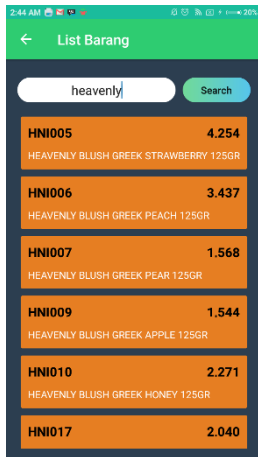 2:44 AM
20%
List Barang
heavenly
Search
HNI005 4.254
HEAVENLY BLUSH GREEK STRAWBERRY 125GR
HNI006 3.437
HEAVENLY BLUSH GREEK PEACH 125GR
HNI007 1.568
HEAVENLY BLUSH GREEK PEAR 125GR
HNI009 1.544
HEAVENLY BLUSH GREEK APPLE 125GR
HNI010 2.271
HEAVENLY BLUSH GREEK HONEY 125GR
HNI017 2.040